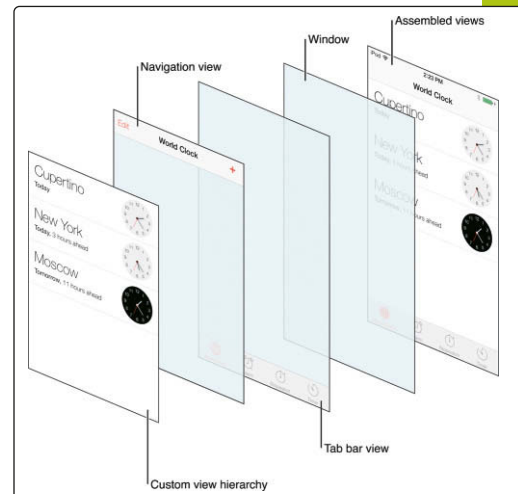 Assembled views
Window
Navigation view
iPod
2:23 PM
World Clock
Cupertino
Today
New York
Today, 3 hours ahead
Moscow
Tomorrow, 11 hours ahead
Edit
World Clock
+
Cupertino
Today
New York
Today, 3 hours ahead
Moscow
Tomorrow, 11 hours ahead
Tab bar view
Custom view hierarchy